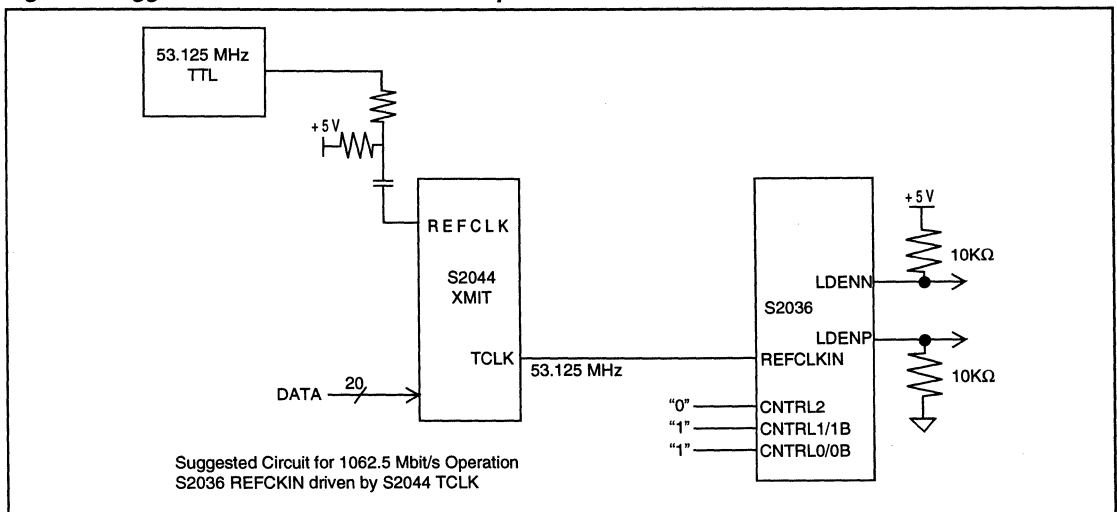 53.125 MHz
TTL
+5V
REFCLK
S2044
XMIT
TCLK
53.125 MHz
DATA
20
S2036
LDENN
LDENP
REFCLKIN
"0"
CNTRL2
"1"
CNTRL1/1B
"1"
CNTRL0/0B
+5V
10KΩ
10KΩ
Suggested Circuit for 1062.5 Mbit/s Operation
S2036 REFCKIN driven by S2044 TCLK